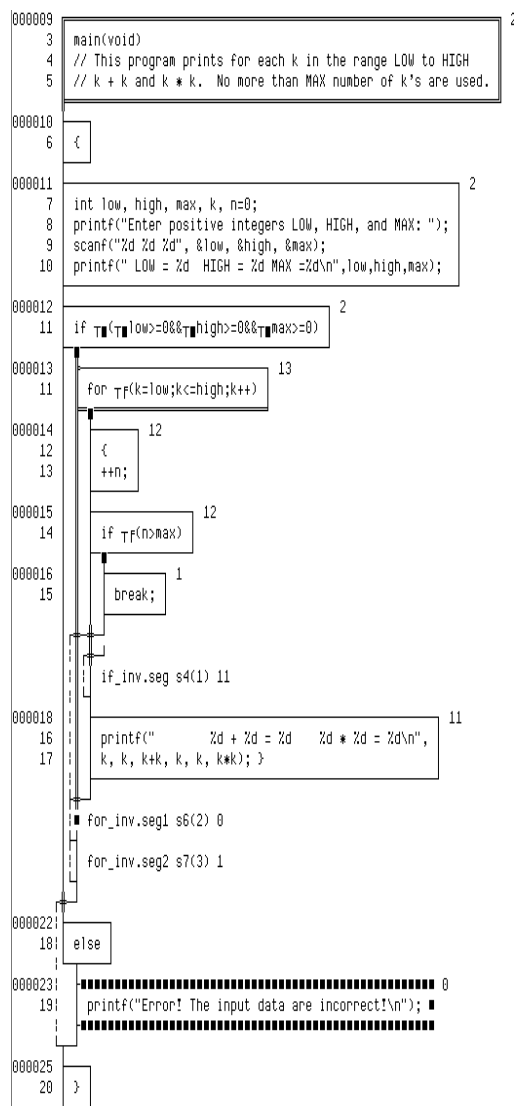 000009 2
3 main(void)
4 // This program prints for each k in the range LOW to HIGH
5 // k + k and k * k. No more than MAX number of k's are used.
000010
6 {
000011 2
7 int low, high, max, k, n=0;
8 printf("Enter positive integers LOW, HIGH, and MAX: ");
9 scanf("%d %d %d", &low, &high, &max);
10 printf(" LOW = %d HIGH = %d MAX =%d\n",low,high,max);
000012 2
11 if T■(T■low>=0&&T■high>=0&&T■max>=0)
000013 13
11 for TF(k=low;k<=high;k++)
000014 12
12 {
13 ++n;
000015 12
14 if TF(n>max)
000016 1
15 break;
if_inv.seg s4(1) 11
000018 11
16 printf(" %d + %d = %d %d * %d = %d\n",
17 k, k, k+k, k, k, k*k); }
for_inv.seg1 s6(2) 0
for_inv.seg2 s7(3) 1
000022
18 else
000023 0
19 printf("Error! The input data are incorrect!\n");
000025
20 }